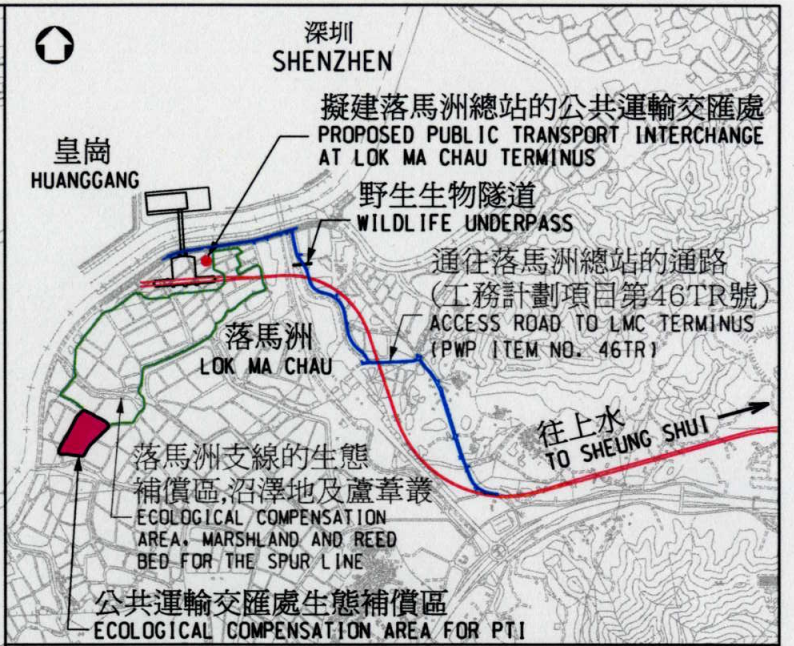 深圳
SHENZHEN
擬建落馬洲總站的公共運輸交匯處
PROPOSED PUBLIC TRANSPORT INTERCHANGE
AT LOK MA CHAU TERMINUS
皇崗
HUANGGANG
野生生物隧道
WILDLIFE UNDERPASS
通往落馬洲總站的通路
(工務計劃項目第46TR號)
ACCESS ROAD TO LMC TERMINUS
(PWP ITEM NO. 46TR)
落馬洲
LOK MA CHAU
往上水
TO SHEUNG SHUI
落馬洲支線的生態
補償區,沼澤地及蘆葦叢
ECOLOGICAL COMPENSATION
AREA, MARSHLAND AND REED
BED FOR THE SPUR LINE
公共運輸交匯處生態補償區
ECOLOGICAL COMPENSATION AREA FOR PTI